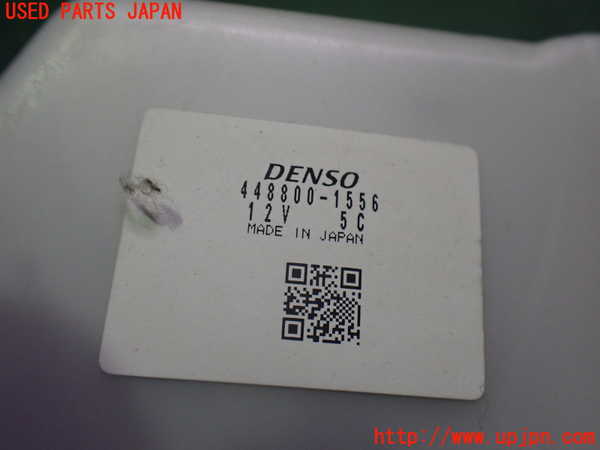 USED PARTS JAPAN
DENSO
448800-1556
12V 5C
MADE IN JAPAN
http://www.upjpn.com/